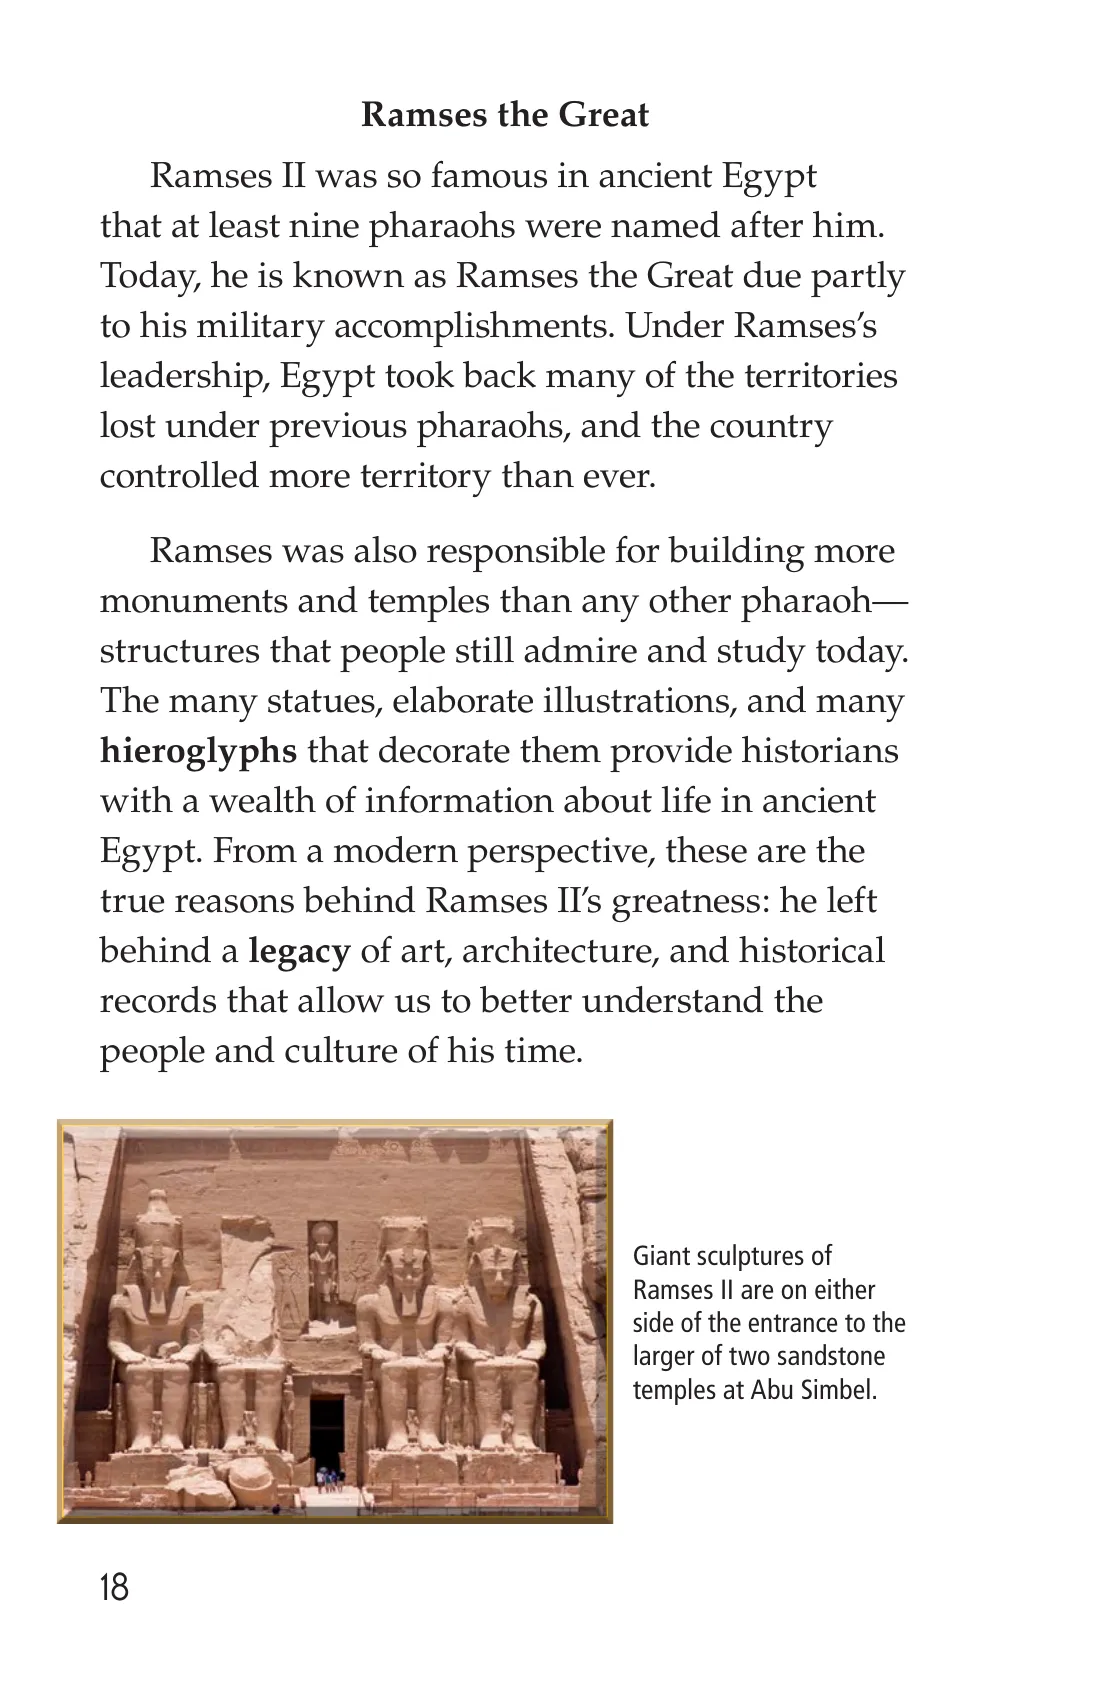 Ramses the Great
Ramses II was so famous in ancient Egypt
that at least nine pharaohs were named after him.
Today, he is known as Ramses the Great due partly
to his military accomplishments. Under Ramses’s
leadership, Egypt took back many of the territories
lost under previous pharaohs, and the country
controlled more territory than ever.
Ramses was also responsible for building more
monuments and temples than any other pharaoh—
structures that people still admire and study today.
The many statues, elaborate illustrations, and many
hieroglyphs that decorate them provide historians
with a wealth of information about life in ancient
Egypt. From a modern perspective, these are the
true reasons behind Ramses II’s greatness: he left
behind a legacy of art, architecture, and historical
records that allow us to better understand the
people and culture of his time.
Giant sculptures of
Ramses II are on either
side of the entrance to the
larger of two sandstone
temples at Abu Simbel.
18